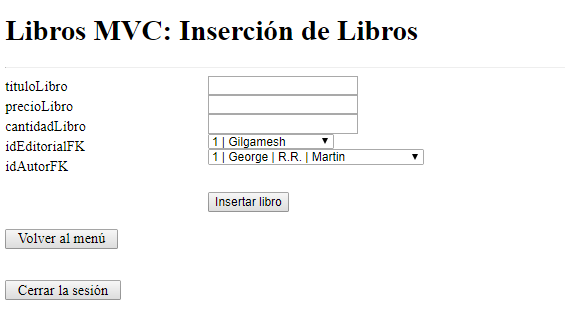 Libros MVC: Inserción de Libros
tituloLibro
precioLibro
cantidadLibro
idEditorialFK 1 | Gilgamesh
idAutorFK 1 | George | R.R. | Martin
Insertar libro
Volver al menú
Cerrar la sesión